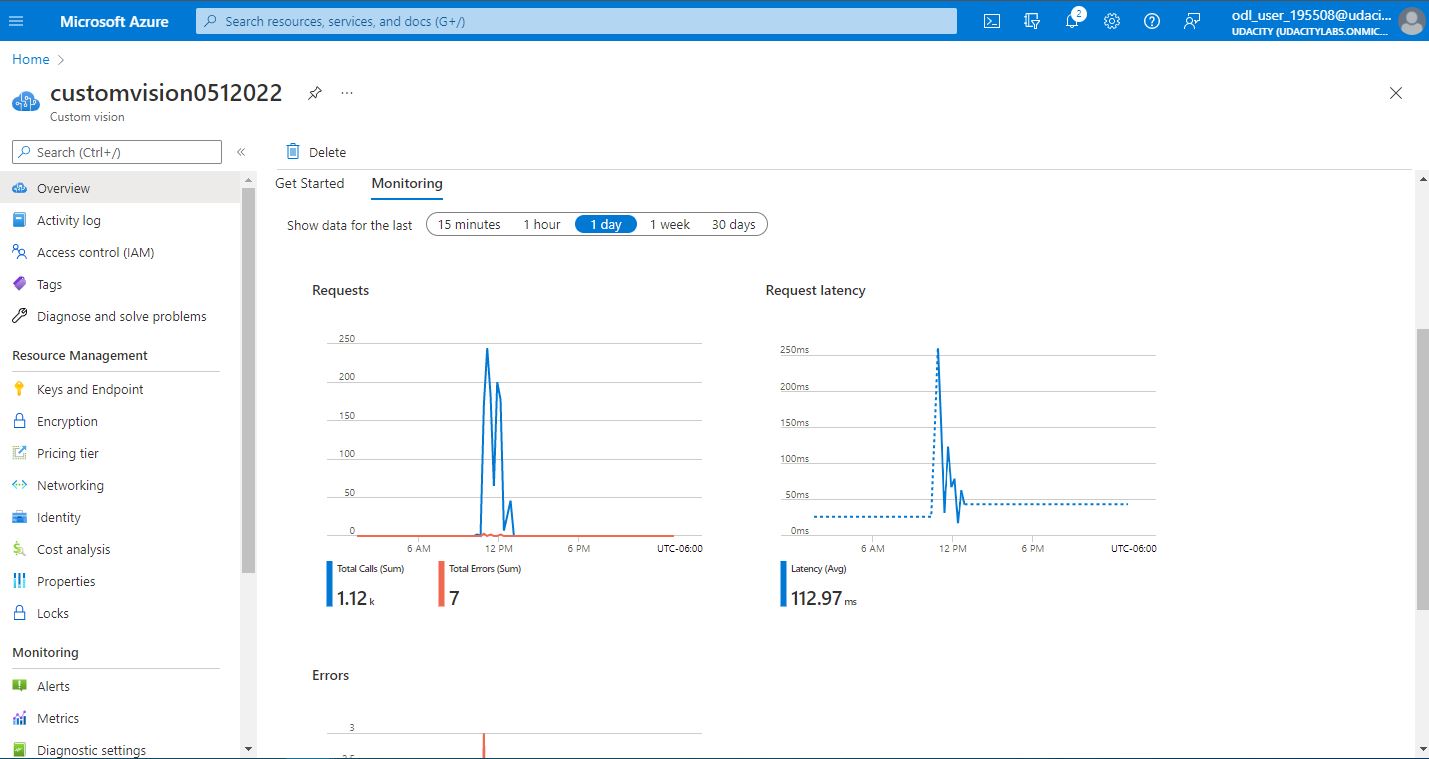 Microsoft Azure
Search resources, services, and docs (G+/)
2
odl_user_195508@udaci...
UDACITY (UDACITYLABS.ONMIC...
Home
customvision0512022
...
Custom vision
Search (Ctrl+/)
«
Delete
Overview
Activity log
Access control (IAM)
Tags
Diagnose and solve problems
Resource Management
Keys and Endpoint
Encryption
Pricing tier
Networking
Identity
Cost analysis
Properties
Locks
Monitoring
Alerts
Metrics
Diagnostic settings
Get Started
Monitoring
Show data for the last
15 minutes
1 hour
1 day
1 week
30 days
Requests
250
200
150
100
50
0
6 AM
12 PM
6 PM
UTC-06:00
Total Calls (Sum)
1.12 k
Total Errors (Sum)
7
Request latency
250ms
200ms
150ms
100ms
50ms
0ms
6 AM
12 PM
6 PM
UTC-06:00
Latency (Avg)
112.97 ms
Errors
3